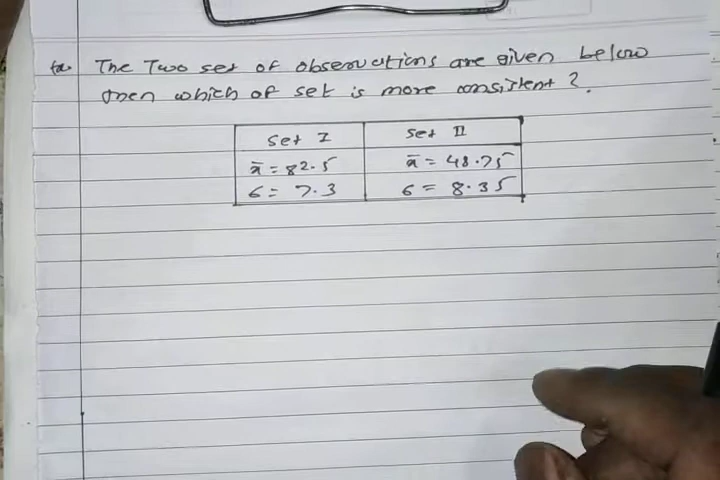 The Two set of observations are given below
then which of set is more consistent ?
Set I
Set II
x̄ = 82.5
x̄ = 48.75
σ = 7.3
σ = 8.35